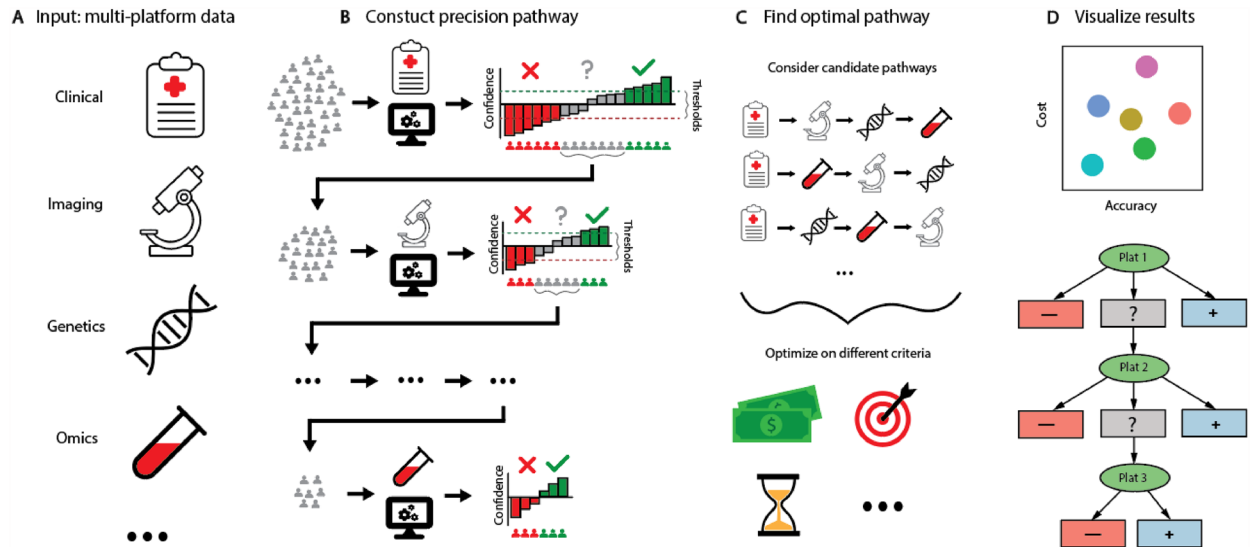 A Input: multi-platform data
Clinical
Imaging
Genetics
Omics
...
B Constuct precision pathway
?
Confidence
Thresholds
?
Confidence
Thresholds
... ... ...
Confidence
C Find optimal pathway
Consider candidate pathways
...
Optimize on different criteria
$
...
D Visualize results
Cost
Accuracy
Plat 1
— ? +
Plat 2
— ? +
Plat 3
— +